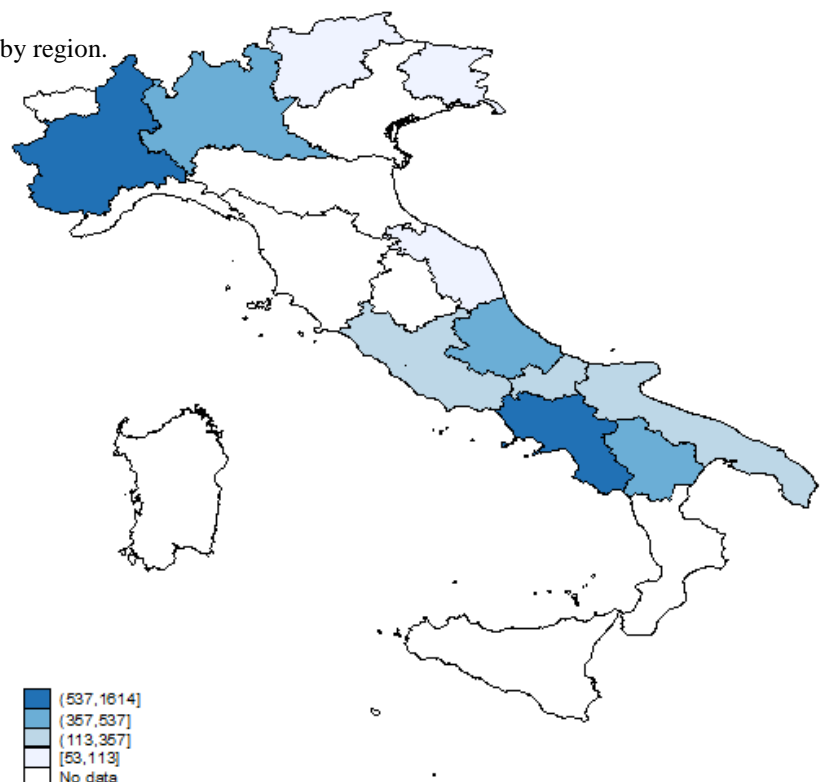 by region.
(537,1614]
(357,537]
(113,357]
[53,113]
No data